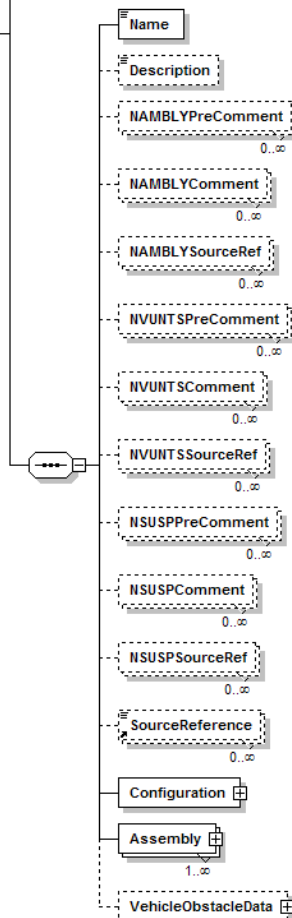 Name
Description
NAMBLYPreComment
0..∞
NAMBLYComment
0..∞
NAMBLYSourceRef
0..∞
NVUNTSPreComment
0..∞
NVUNTSComment
0..∞
NVUNTSSourceRef
0..∞
NSUSPPreComment
0..∞
NSUSPComment
0..∞
NSUSPSourceRef
0..∞
SourceReference
0..∞
Configuration
Assembly
1..∞
VehicleObstacleData